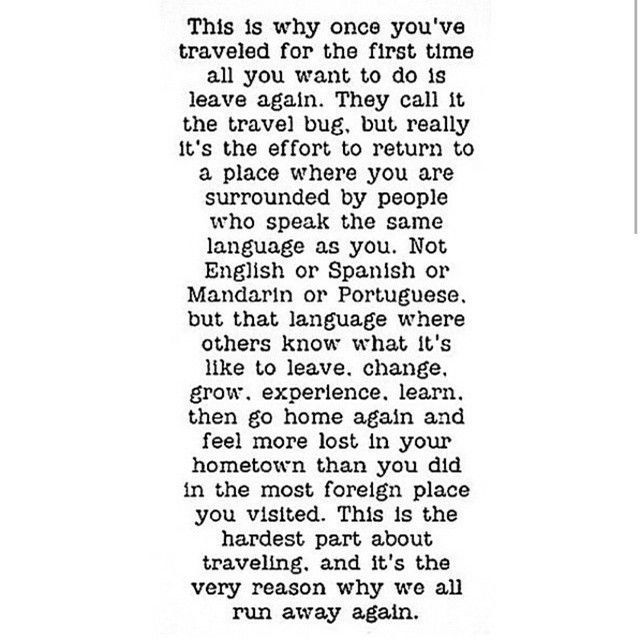 This is why once you've
traveled for the first time
all you want to do is
leave again. They call it
the travel bug, but really
it's the effort to return to
a place where you are
surrounded by people
who speak the same
language as you. Not
English or Spanish or
Mandarin or Portuguese,
but that language where
others know what it's
like to leave, change,
grow, experience, learn,
then go home again and
feel more lost in your
hometown than you did
in the most foreign place
you visited. This is the
hardest part about
traveling, and it's the
very reason why we all
run away again.